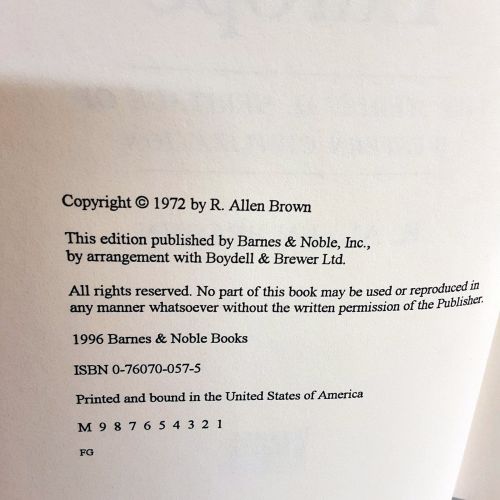 Copyright © 1972 by R. Allen Brown
This edition published by Barnes & Noble, Inc.,
by arrangement with Boydell & Brewer Ltd.
All rights reserved. No part of this book may be used or reproduced in
any manner whatsoever without the written permission of the Publisher.
1996 Barnes & Noble Books
ISBN 0-76070-057-5
Printed and bound in the United States of America
M 9 8 7 6 5 4 3 2 1
FG